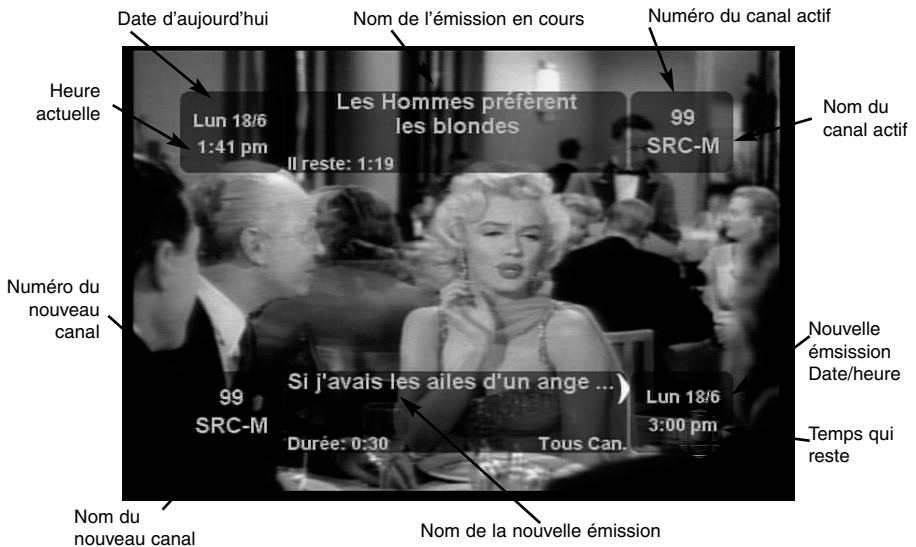 Date d'aujourd'hui
Nom de l'émission en cours
Numéro du canal actif
Heure
actuelle
Nom du
canal actif
Lun 18/6
1:41 pm
Les Hommes préfèrent
les blondes
Il reste: 1:19
99
SRC-M
Numéro du
nouveau
canal
Nouvelle
émsission
Date/heure
99
SRC-M
Si j'avais les ailes d'un ange ...
Durée: 0:30
Tous Can.
Lun 18/6
3:00 pm
Temps qui
reste
Nom du
nouveau canal
Nom de la nouvelle émission